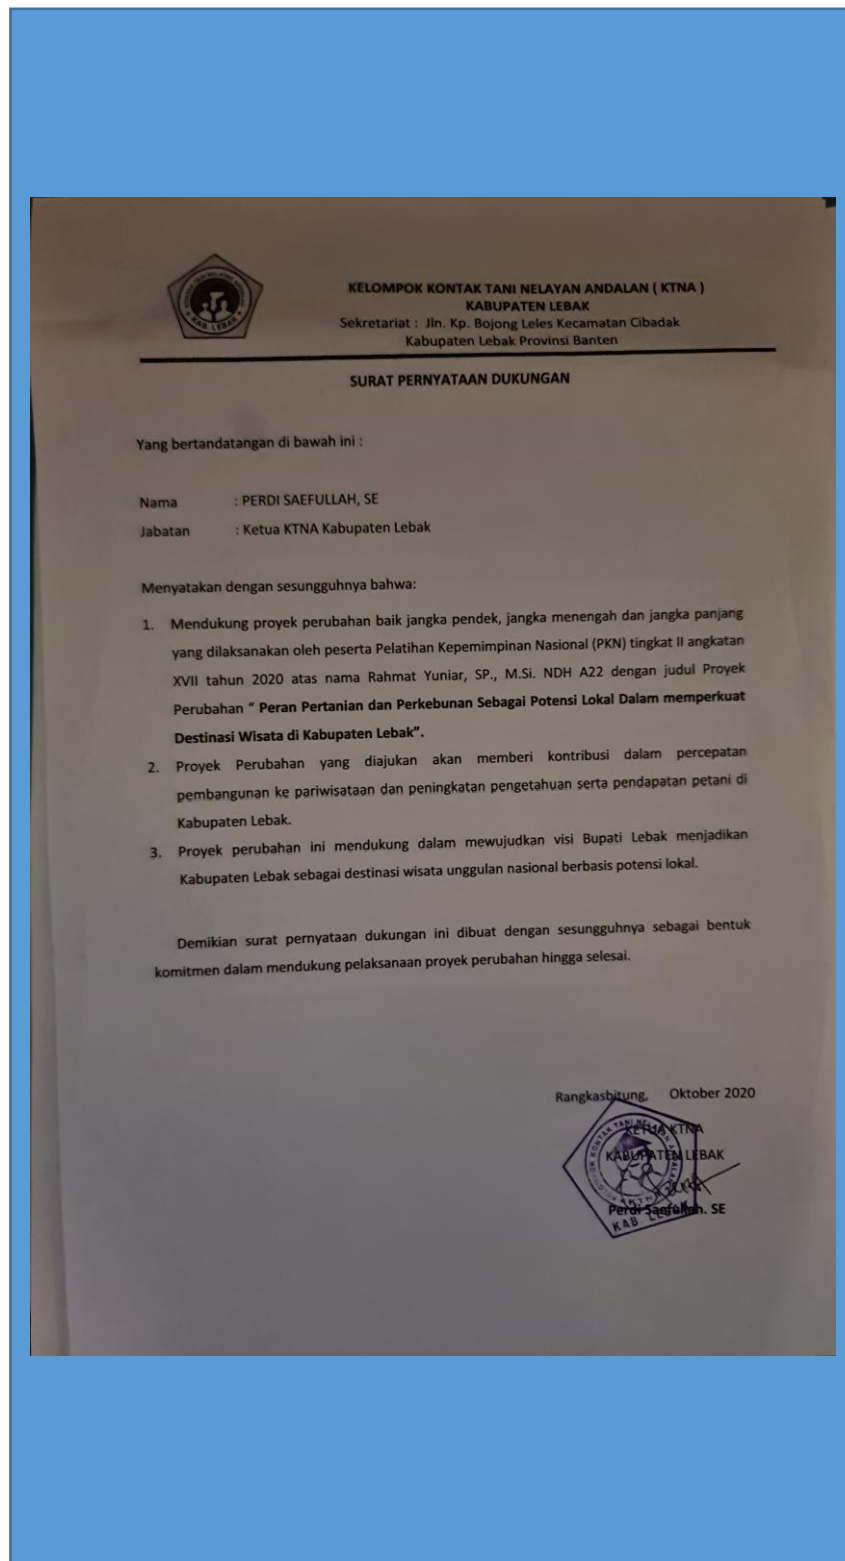 KELOMPOK KONTAK TANI NELAYAN ANDALAN ( KTNA )
KABUPATEN LEBAK
Sekretariat : Jln. Kp. Bojong Leles Kecamatan Cibadak
Kabupaten Lebak Provinsi Banten
KAB. LEBAK
SURAT PERNYATAAN DUKUNGAN
Yang bertandatangan di bawah ini :
Nama : PERDI SAEFULLAH, SE
Jabatan : Ketua KTNA Kabupaten Lebak
Menyatakan dengan sesungguhnya bahwa:
1. Mendukung proyek perubahan baik jangka pendek, jangka menengah dan jangka panjang
yang dilaksanakan oleh peserta Pelatihan Kepemimpinan Nasional (PKN) tingkat II angkatan
XVII tahun 2020 atas nama Rahmat Yuniar, SP., M.Si. NDH A22 dengan judul Proyek
Perubahan " Peran Pertanian dan Perkebunan Sebagai Potensi Lokal Dalam memperkuat
Destinasi Wisata di Kabupaten Lebak".
2. Proyek Perubahan yang diajukan akan memberi kontribusi dalam percepatan
pembangunan ke pariwisataan dan peningkatan pengetahuan serta pendapatan petani di
Kabupaten Lebak.
3. Proyek perubahan ini mendukung dalam mewujudkan visi Bupati Lebak menjadikan
Kabupaten Lebak sebagai destinasi wisata unggulan nasional berbasis potensi lokal.
Demikian surat pernyataan dukungan ini dibuat dengan sesungguhnya sebagai bentuk
komitmen dalam mendukung pelaksanaan proyek perubahan hingga selesai.
Rangkasbitung, Oktober 2020
KETUA KTNA
KABUPATEN LEBAK
Perdi Saefullah. SE
KAB LEBAK